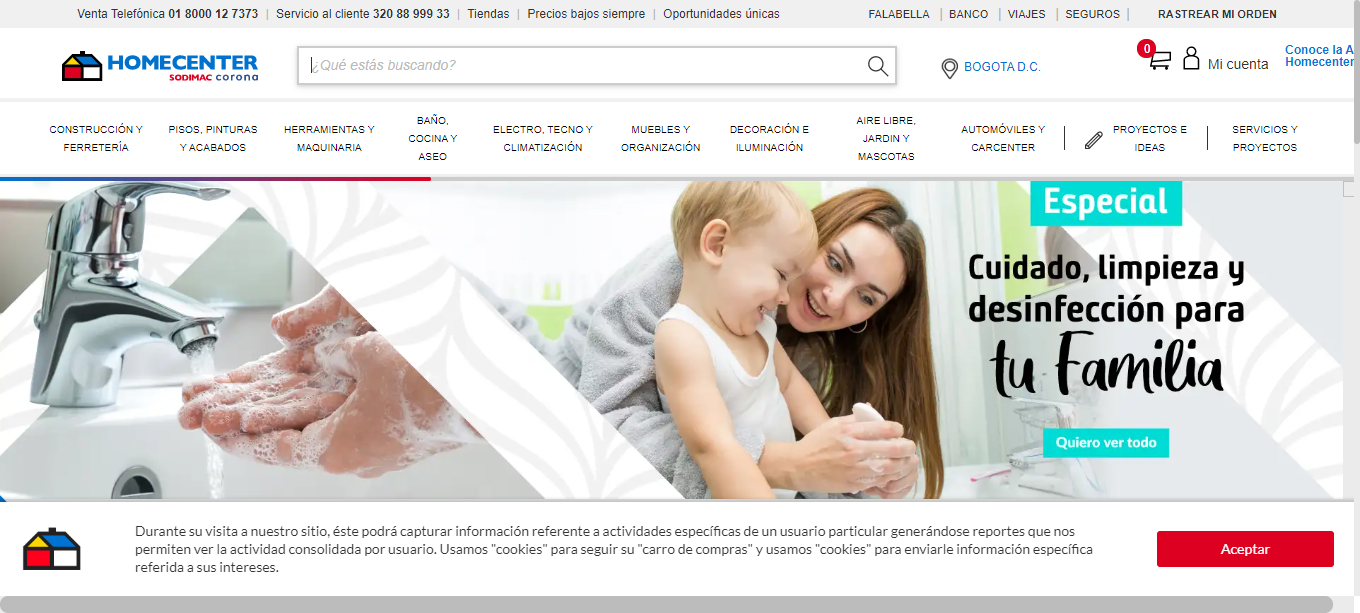 Venta Telefónica 01 8000 12 7373 | Servicio al cliente 320 88 999 33 | Tiendas | Precios bajos siempre | Oportunidades únicas
FALABELLA | BANCO | VIAJES | SEGUROS | RASTREAR MI ORDEN
HOMECENTER
SODIMAC corona
¿Qué estás buscando?
BOGOTA D.C.
0
Mi cuenta
Conoce la A
Homecenter
CONSTRUCCIÓN Y
FERRETERÍA
PISOS, PINTURAS
Y ACABADOS
HERRAMIENTAS Y
MAQUINARIA
BAÑO,
COCINA Y
ASEO
ELECTRO, TECNO Y
CLIMATIZACIÓN
MUEBLES Y
ORGANIZACIÓN
DECORACIÓN E
ILUMINACIÓN
AIRE LIBRE,
JARDIN Y
MASCOTAS
AUTOMÓVILES Y
CARCENTER
PROYECTOS E
IDEAS
SERVICIOS Y
PROYECTOS
Especial
Cuidado, limpieza y
desinfección para
tu Familia
Quiero ver todo
Durante su visita a nuestro sitio, éste podrá capturar información referente a actividades específicas de un usuario particular generándose reportes que nos
permiten ver la actividad consolidada por usuario. Usamos "cookies" para seguir su "carro de compras" y usamos "cookies" para enviarle información específica
referida a sus intereses.
Aceptar